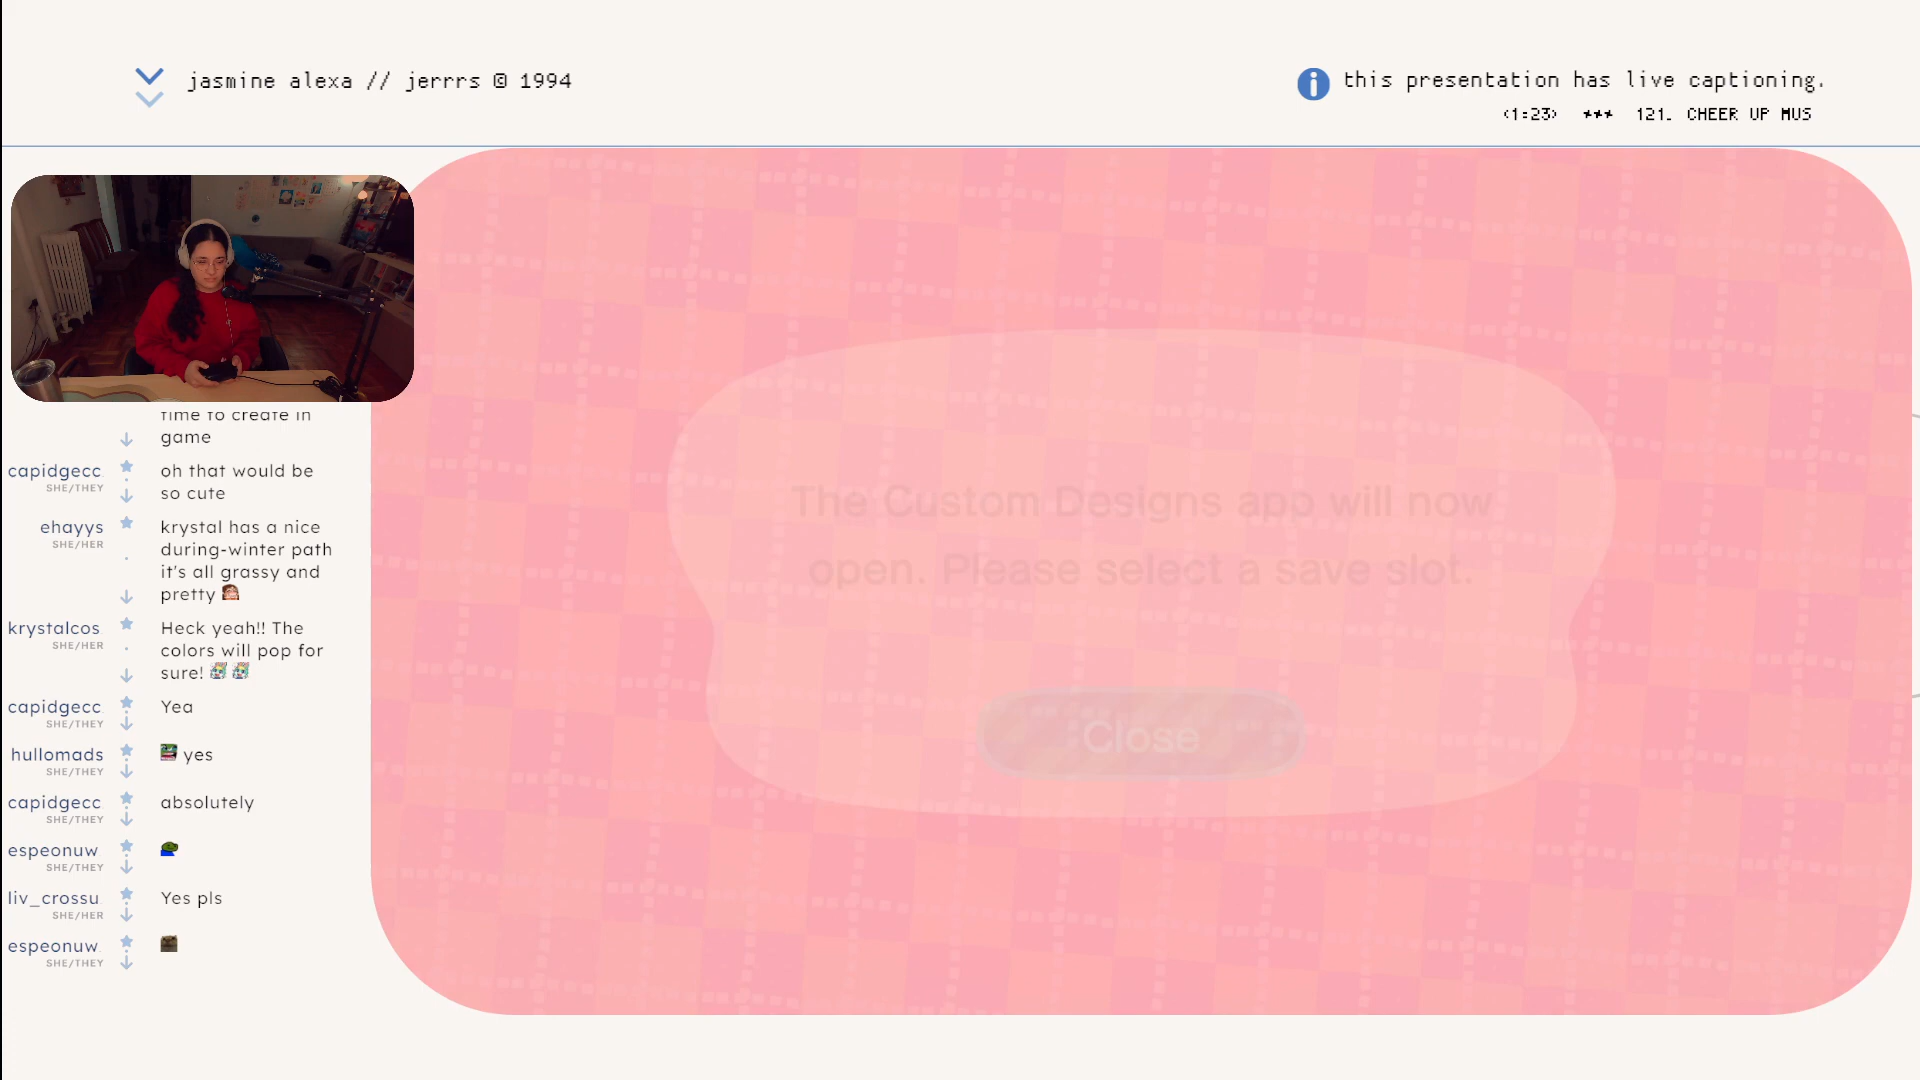 jasmine alexa // jerrrs @ 1994
this presentation has live captioning.
<1:23> *** 121. CHEER UP MUS
time to create in
game
capidgecc
SHE/THEY
oh that would be
so cute
ehayys
SHE/HER
krystal has a nice
during-winter path
it's all grassy and
pretty
krystalcos
SHE/HER
Heck yeah!! The
colors will pop for
sure!
capidgecc
SHE/THEY
Yea
hullomads
SHE/THEY
yes
capidgecc
SHE/THEY
absolutely
espeonuw
SHE/THEY
liv_crossu
SHE/HER
Yes pls
espeonuw
SHE/THEY
The Custom Designs app will now
open. Please select a save slot.
Close